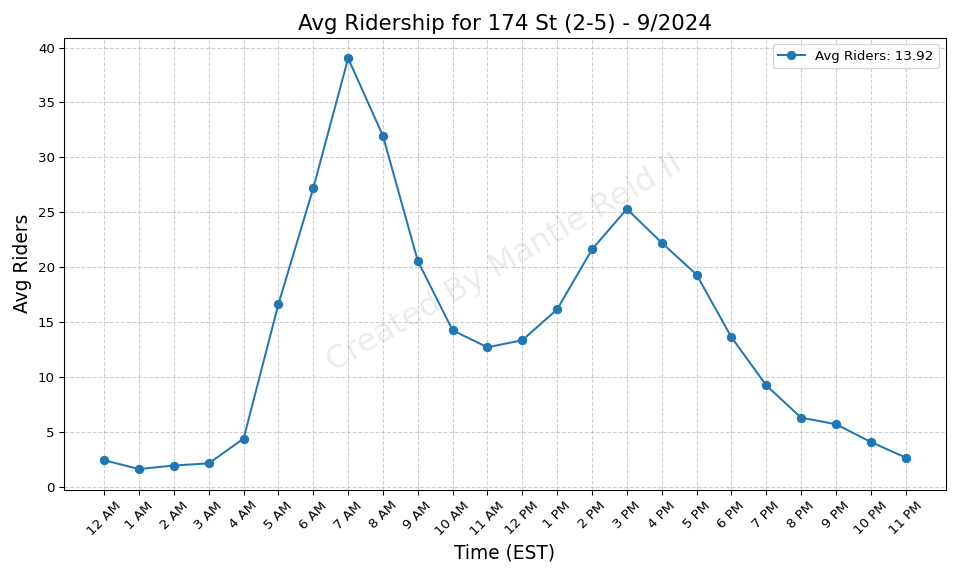 Avg Ridership for 174 St (2-5) - 9/2024
Avg Riders: 13.92
Avg Riders
40
35
30
25
20
15
10
5
0
Created By Mantie Reid II
12 AM
1 AM
2 AM
3 AM
4 AM
5 AM
6 AM
7 AM
8 AM
9 AM
10 AM
11 AM
12 PM
1 PM
2 PM
3 PM
4 PM
5 PM
6 PM
7 PM
8 PM
9 PM
10 PM
11 PM
Time (EST)